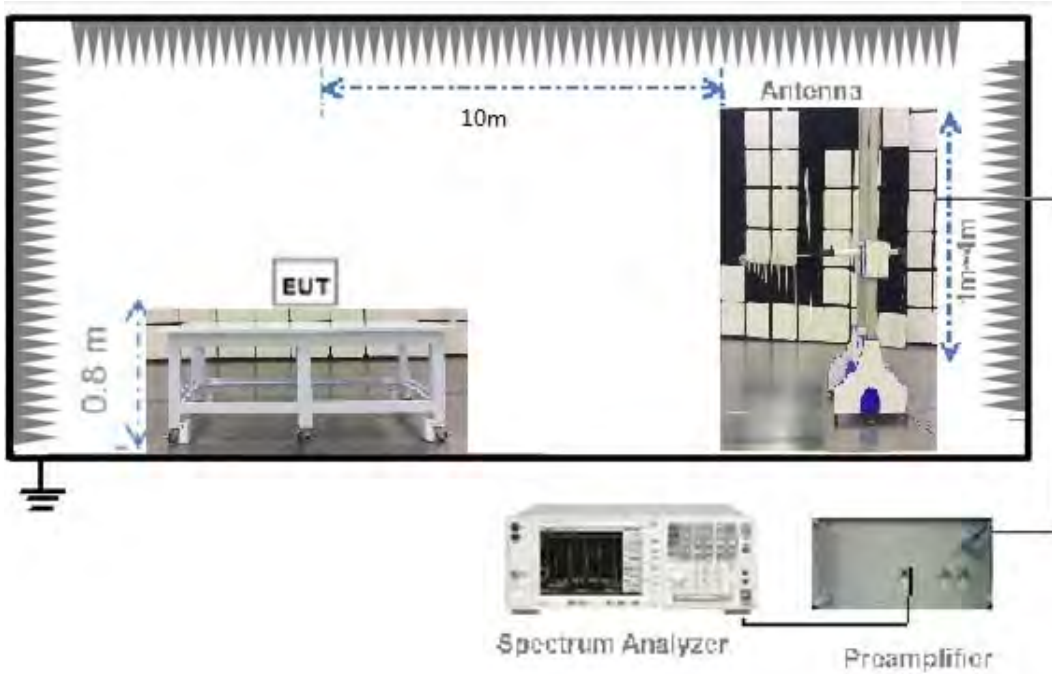 Antenna
10m
1m~4m
EUT
0.8 m
Spectrum Analyzer
Preamplifier